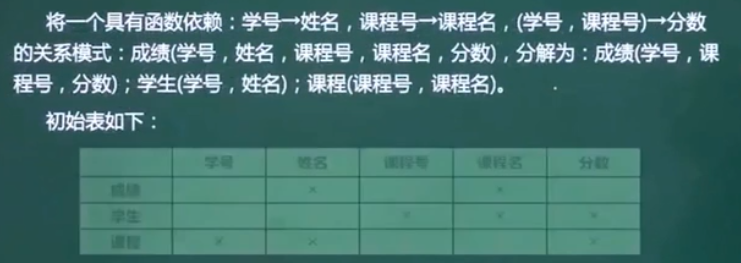 将一个具有函数依赖：学号→姓名，课程号→课程名，(学号，课程号)→分数
的关系模式：成绩(学号，姓名，课程号，课程名，分数)，分解为：成绩(学号，课
程号，分数)；学生(学号，姓名)；课程(课程号，课程名)。
初始表如下：
学号 姓名 课程号 课程名 分数
成绩 × ×
学生 × × ×
课程 × × ×